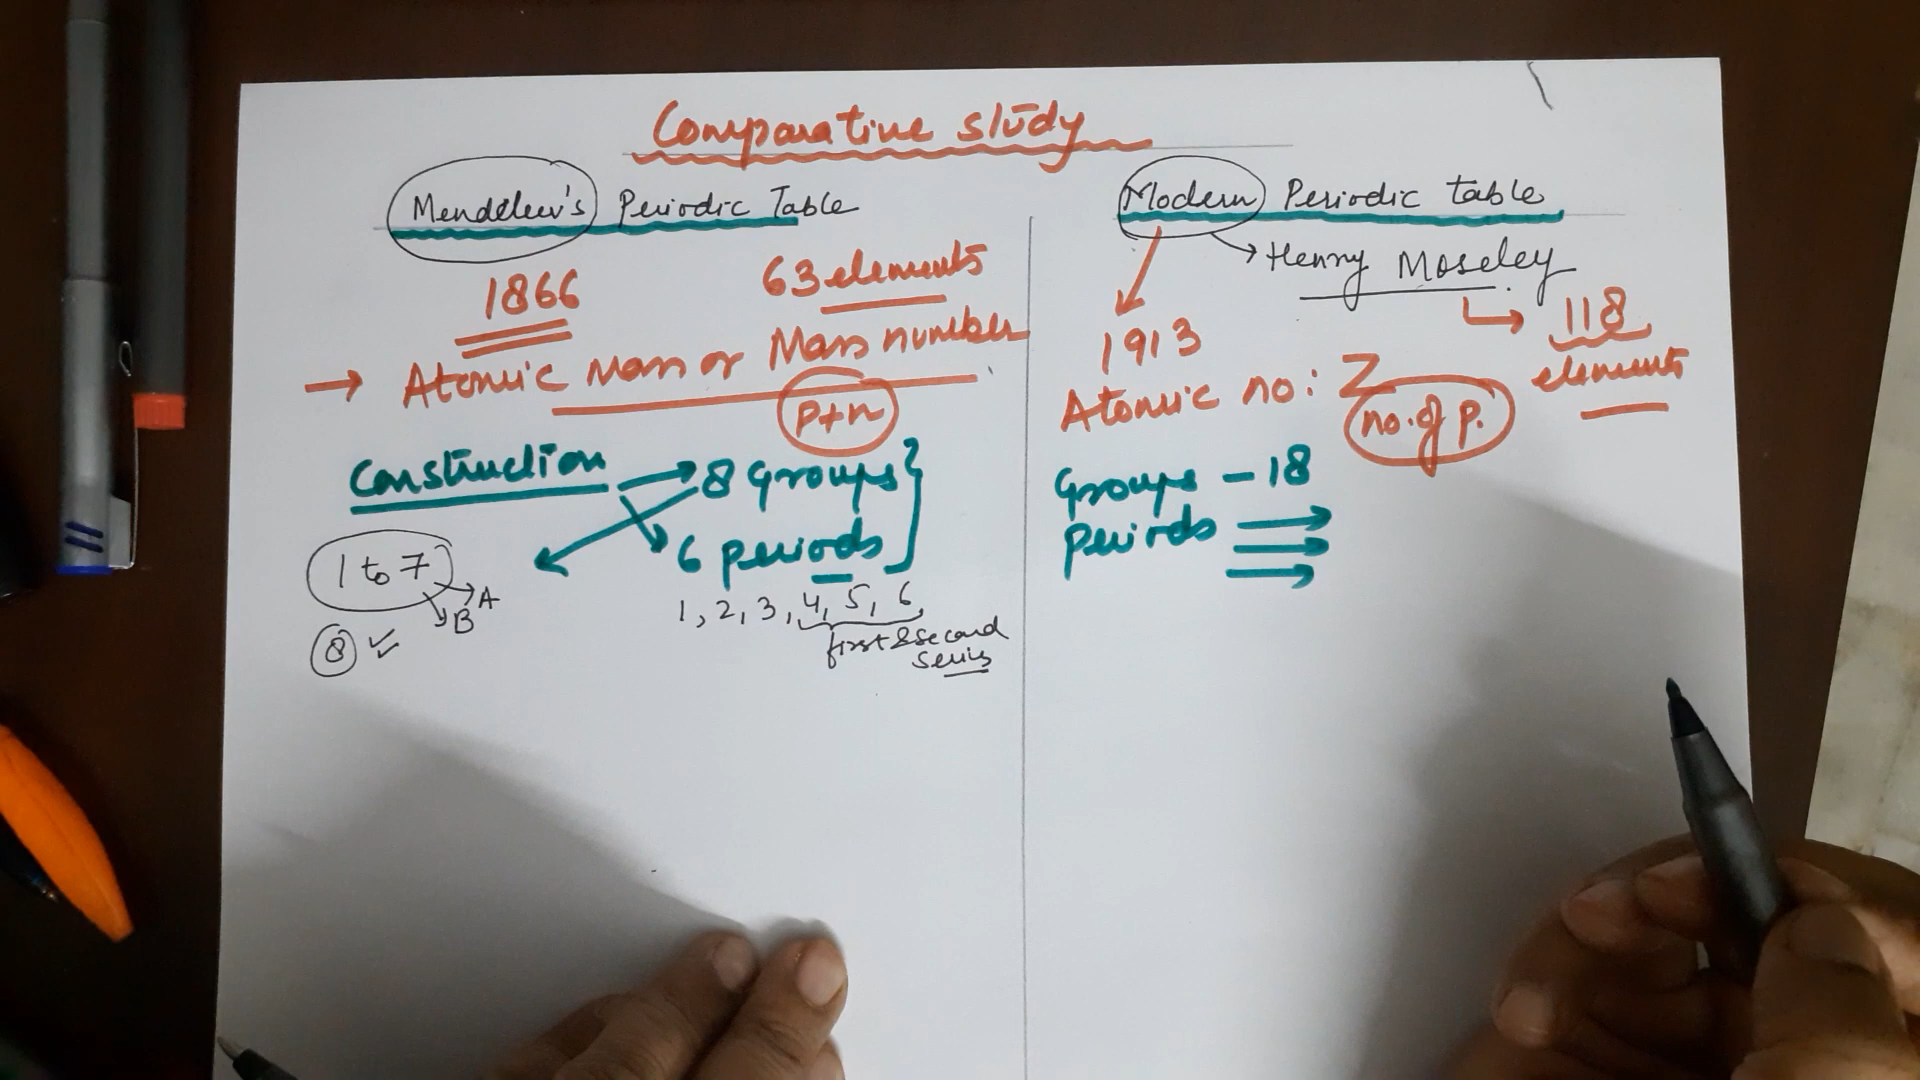 Comparative study
Mendeleev's Periodic Table
1866
63 elements
→ Atomic Mass or Mass number
p+n
Construction → 8 Groups
6 periods
1 to 7
A
B
8
1, 2, 3, 4, 5, 6
first & second
series
Modern Periodic table
→ Henry Moseley
1913
118
elements
Atomic no: Z
no. of p.
Groups - 18
periods